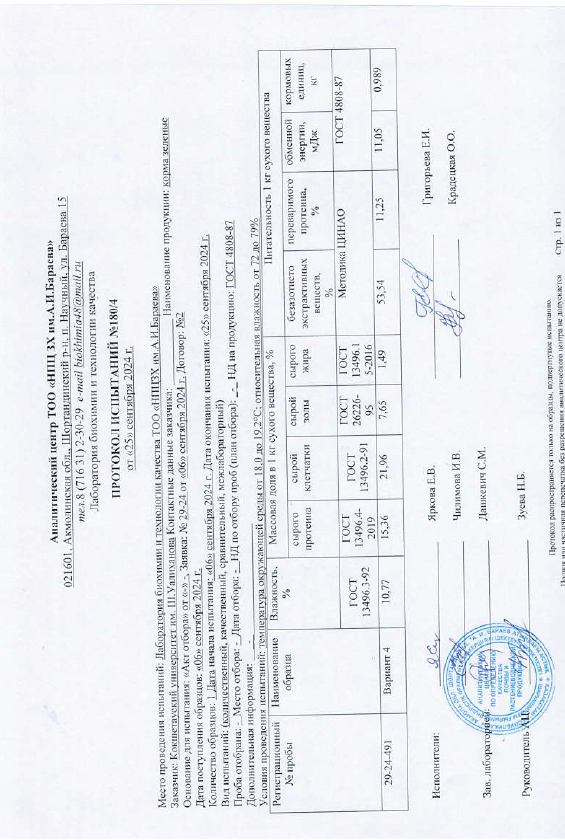 Аналитический центр ТОО «НПЦ ЗХ им.А.И.Бараева»
021601, Акмолинская обл., Шортандинский р-н, п. Научный, ул. Бараева 15
тел.8 (716 31) 2-30-29 e-mail biokhimia48@mail.ru
Лаборатория биохимии и технологии качества
ПРОТОКОЛ ИСПЫТАНИЙ №180/4
от «25» сентября 2024 г.
Место проведения испытаний: Лаборатория биохимии и технологии качества ТОО «НПЦЗХ им.А.И.Бараева»
Заказчик: Кокшетауский университет им. Ш.Уалиханова Контактные данные заказчика: Наименование продукции: корма зеленые
Основание для испытания: «Акт отбора» от «-» -, Заявка: № 29-24 от «06» сентября 2024 г. Договор: №2
Дата поступления образцов: «06» сентября 2024 г.
Количество образцов: 1 Дата начала испытания: «06» сентября 2024 г. Дата окончания испытания: «25» сентября 2024 г.
Вид испытаний: (количественный, качественный, сравнительный, межлабораторный)
Проба отобрана: - Место отбора: - Дата отбора: - НД по отбору проб (план отбора): - - НД на продукцию: ГОСТ 4808-87
Дополнительная информация: -
Условия проведения испытаний: температура окружающей среды от 18,0 до 19,2°С; относительная влажность от 72 до 79%
Регистрационный № пробы
Наименование образца
Влажность, %
Массовая доля в 1 кг сухого вещества, %
Питательность 1 кг сухого вещества
сырого протеина
сырой клетчатки
сырой золы
сырого жира
безазотисто экстрактивных веществ, %
переваримого протеина, %
обменной энергии, мДж
кормовых единиц, кг
ГОСТ 13496.3-92
ГОСТ 13496.4-2019
ГОСТ 13496.2-91
ГОСТ 26226-95
ГОСТ 13496.1 5-2016
Методика ЦИНАО
ГОСТ 4808-87
29-24-491 Вариант 4 10,77 15,36 21,96 7,65 1,49 53,54 11,25 11,05 0,989
Исполнители: Яркова Е.В. Григорьева Е.И.
Чилимова И.В. Крадецкая О.О.
Зав. лабораторией: Дашкевич С.М.
Руководитель АЦ: Зуева Н.Б.
Протокол распространяется только на образцы, подвергнутые испытанию.
Полная или частичная перепечатка без разрешения аналитического центра не допускается Стр. 1 из 1